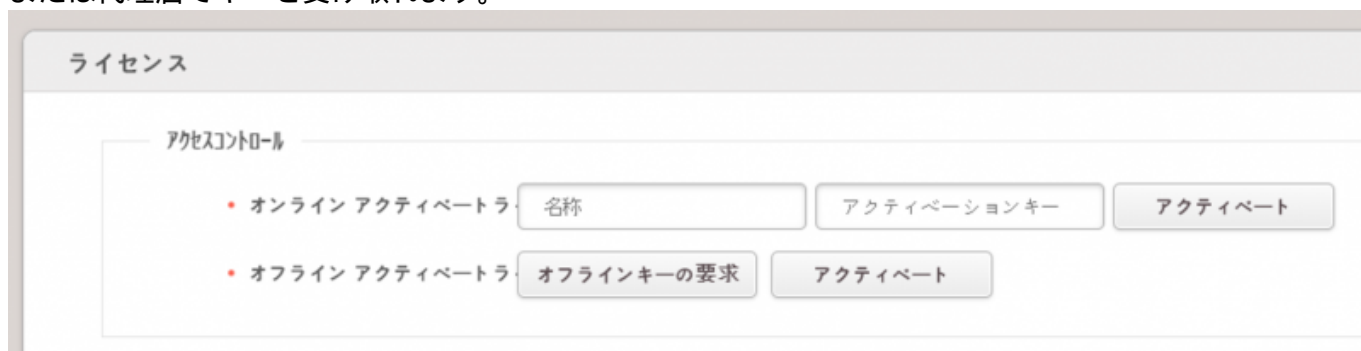 ライセンス
アクセスコントロール
• オンライン アクティベートラ 名称 アクティベーションキー アクティベート
• オフライン アクティベートラ オフラインキーの要求 アクティベート